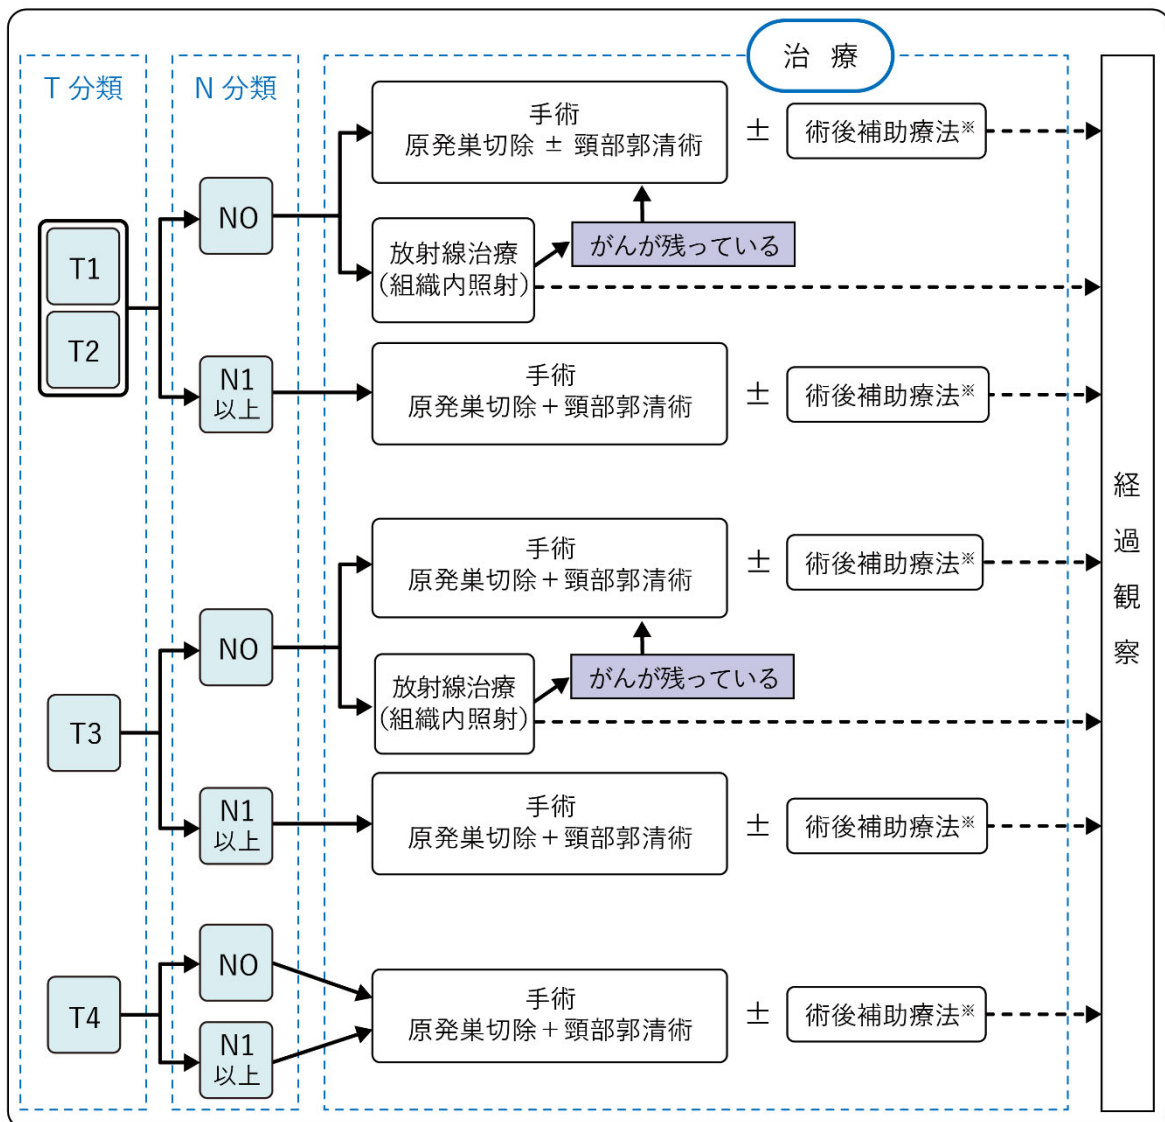 治 療
T 分類
N 分類
T1
T2
N0
手術
原発巣切除 ± 頸部郭清術
±
術後補助療法※
放射線治療
(組織内照射)
がんが残っている
N1
以上
手術
原発巣切除+頸部郭清術
±
術後補助療法※
T3
N0
手術
原発巣切除+頸部郭清術
±
術後補助療法※
放射線治療
(組織内照射)
がんが残っている
N1
以上
手術
原発巣切除+頸部郭清術
±
術後補助療法※
T4
N0
N1
以上
手術
原発巣切除+頸部郭清術
±
術後補助療法※
経過観察